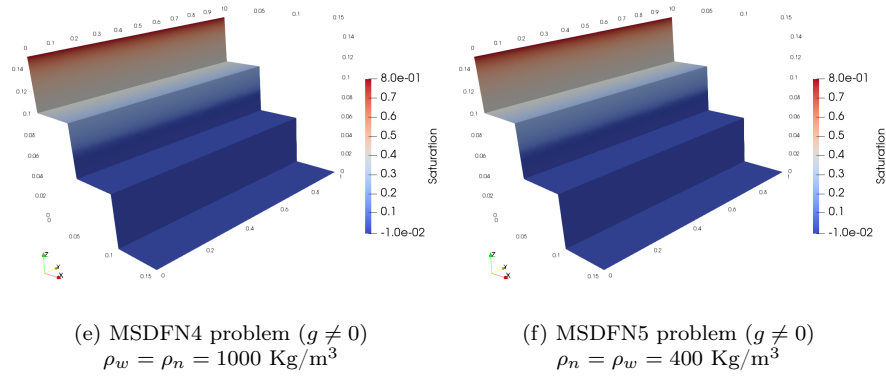 0 0.1 0.2 0.3 0.4 0.5 0.6 0.7 0.8 0.9 10 0.05 0.1 0.15
0.14 0.12 0.1 0.08 0.06 0.04 0.02 0
0 0.05 0.1 0.15
0 0.2 0.4 0.6 0.8 1
0.14 0.12 0.1 0.08 0.06 0.04 0.02 0
8.0e-01
0.7
0.6
0.5
0.4
0.3
0.2
0.1
-1.0e-02
Saturation
Z Y X
(e) MSDFN4 problem (g ≠ 0)
ρw = ρn = 1000 Kg/m³
0 0.1 0.2 0.3 0.4 0.5 0.6 0.7 0.8 0.9 10 0.05 0.1 0.15
0.14 0.12 0.1 0.08 0.06 0.04 0.02 0
0 0.05 0.1 0.15
0 0.2 0.4 0.6 0.8 1
0.14 0.12 0.1 0.08 0.06 0.04 0.02 0
8.0e-01
0.7
0.6
0.5
0.4
0.3
0.2
0.1
-1.0e-02
Saturation
Z Y X
(f) MSDFN5 problem (g ≠ 0)
ρn = ρw = 400 Kg/m³